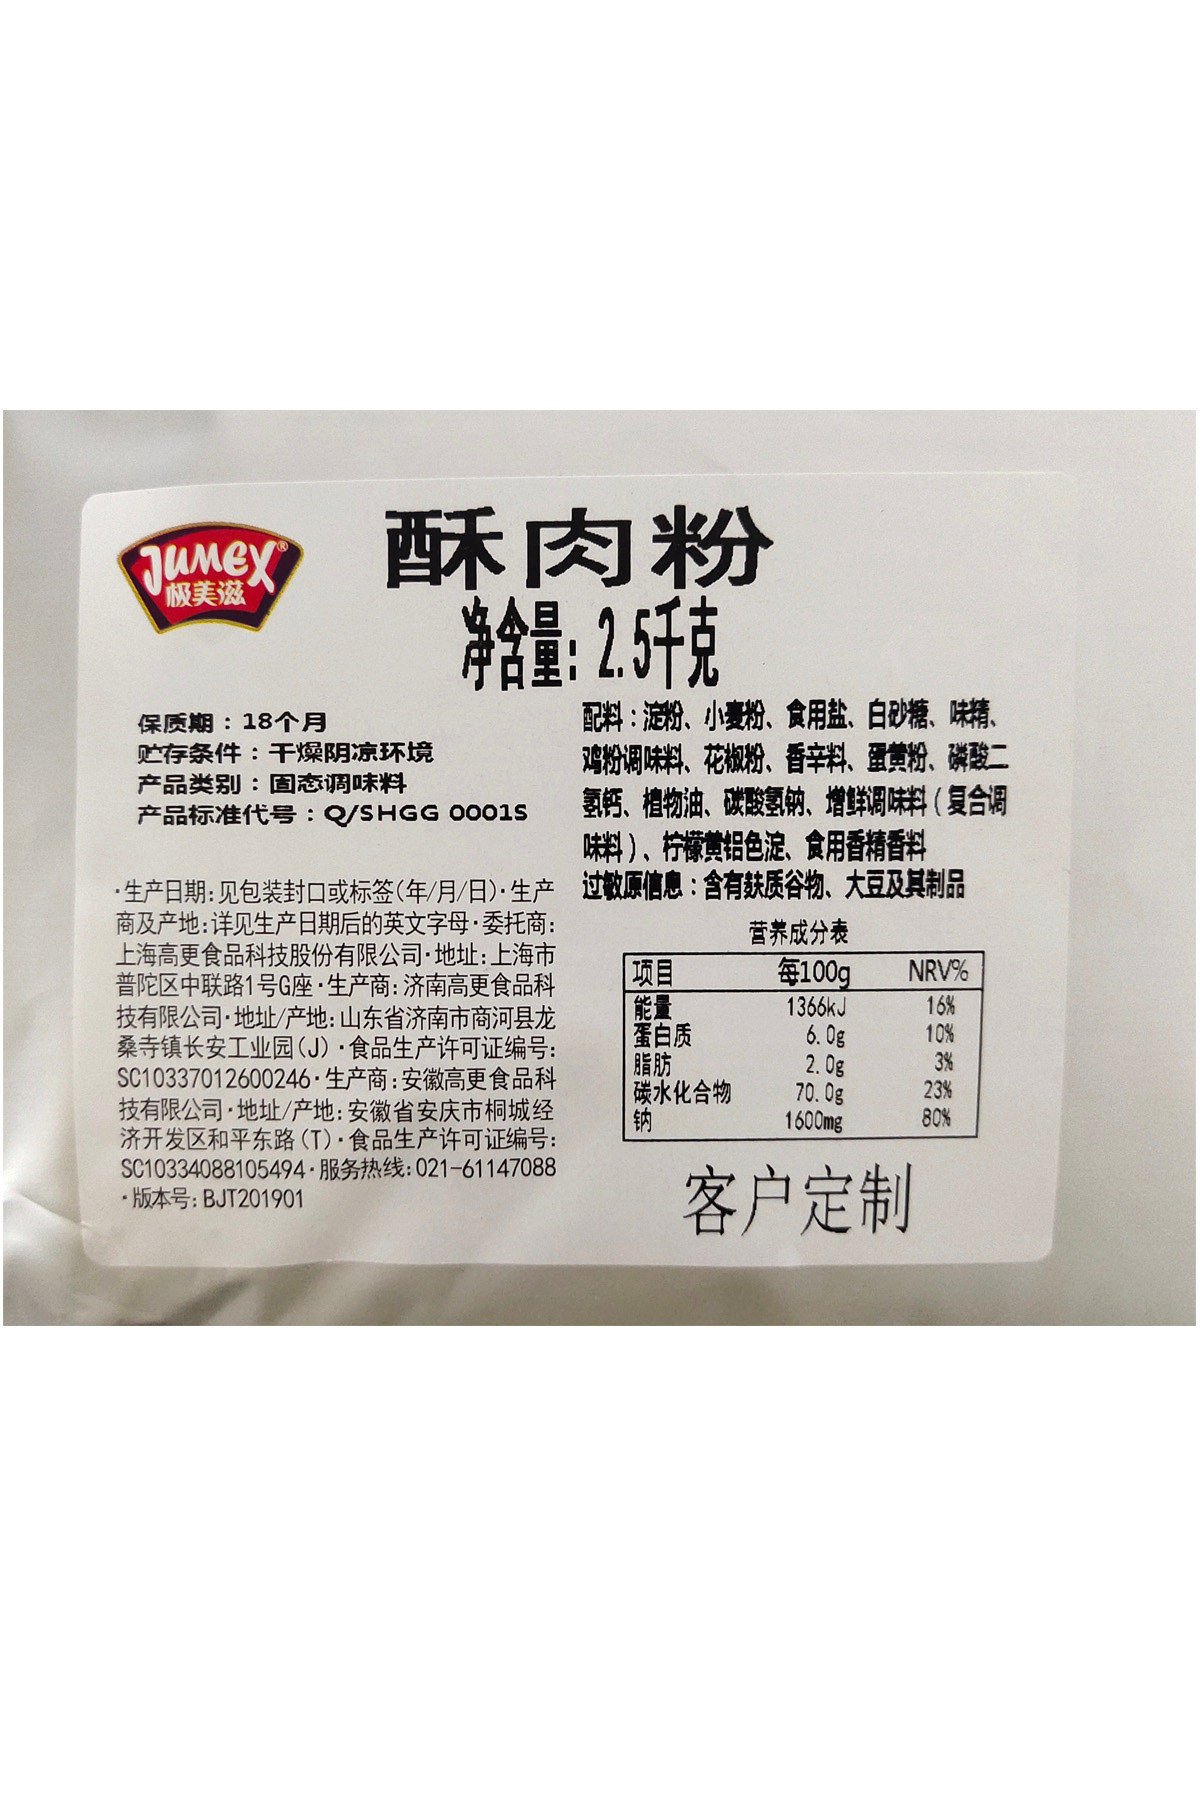 JUMEX®
极美滋
酥肉粉
净含量：2.5千克
保质期：18个月
贮存条件：干燥阴凉环境
产品类别：固态调味料
产品标准代号：Q/SHGG 0001S
·生产日期:见包装封口或标签(年/月/日)·生产
商及产地:详见生产日期后的英文字母·委托商:
上海高更食品科技股份有限公司·地址:上海市
普陀区中联路1号G座·生产商:济南高更食品科
技有限公司·地址/产地:山东省济南市商河县龙
桑寺镇长安工业园(J)·食品生产许可证编号:
SC10337012600246·生产商:安徽高更食品科
技有限公司·地址/产地:安徽省安庆市桐城经
济开发区和平东路(T)·食品生产许可证编号:
SC10334088105494·服务热线:021-61147088
·版本号:BJT201901
配料：淀粉、小麦粉、食用盐、白砂糖、味精、
鸡粉调味料、花椒粉、香辛料、蛋黄粉、磷酸二
氢钙、植物油、碳酸氢钠、增鲜调味料（复合调
味料）、柠檬黄铝色淀、食用香精香料
过敏原信息：含有麸质谷物、大豆及其制品
营养成分表
项目 每100g NRV%
能量 1366kJ 16%
蛋白质 6.0g 10%
脂肪 2.0g 3%
碳水化合物 70.0g 23%
钠 1600mg 80%
客户定制